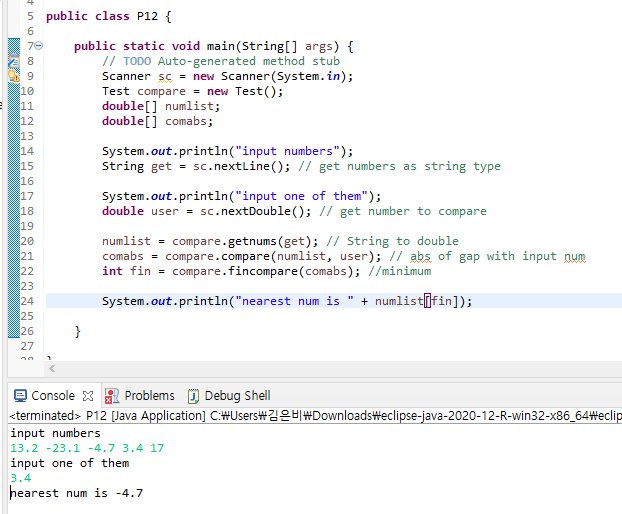 4
5 public class P12 {
6
7 public static void main(String[] args) {
8 // TODO Auto-generated method stub
9 Scanner sc = new Scanner(System.in);
10 Test compare = new Test();
11 double[] numlist;
12 double[] comabs;
13
14 System.out.println("input numbers");
15 String get = sc.nextLine(); // get numbers as string type
16
17 System.out.println("input one of them");
18 double user = sc.nextDouble(); // get number to compare
19
20 numlist = compare.getnums(get); // String to double
21 comabs = compare.compare(numlist, user); // abs of gap with input num
22 int fin = compare.fincompare(comabs); //minimum
23
24 System.out.println("nearest num is " + numlist[fin]);
25
26 }
27
28 }
Console Problems Debug Shell
<terminated> P12 [Java Application] C:₩Users₩김은비₩Downloads₩eclipse-java-2020-12-R-win32-x86_64₩eclip
input numbers
13.2 -23.1 -4.7 3.4 17
input one of them
3.4
nearest num is -4.7